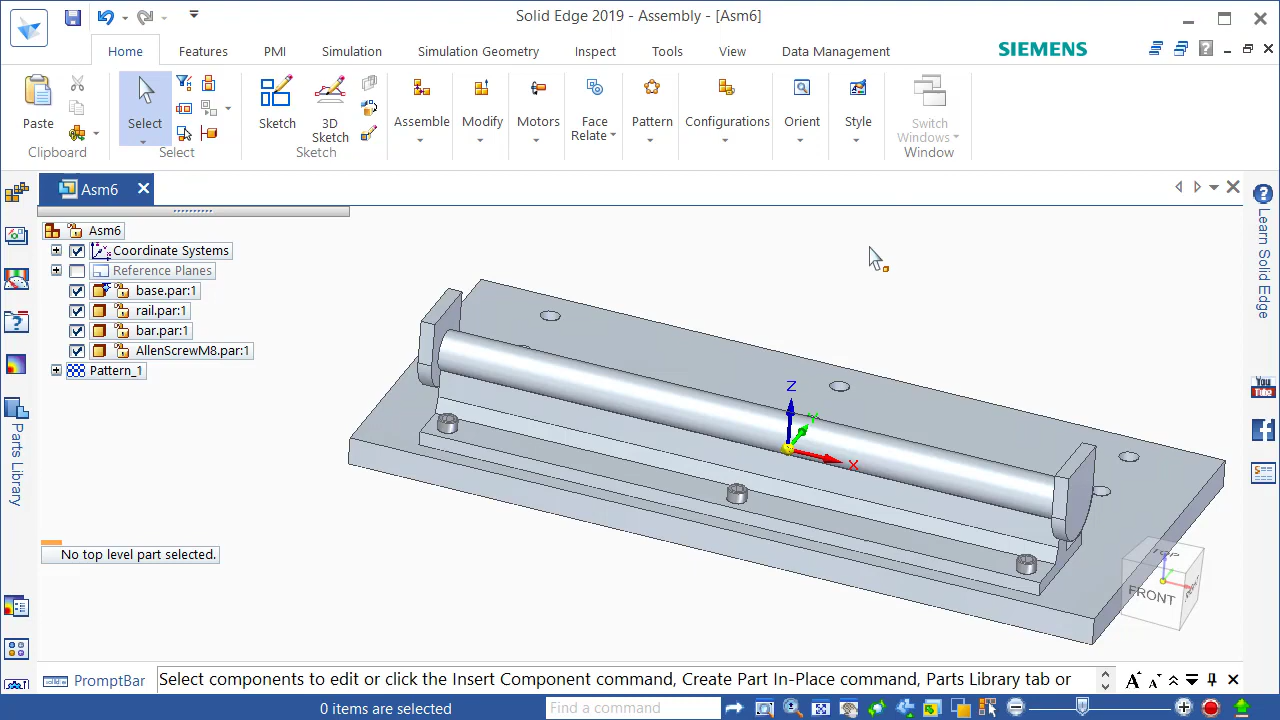 Solid Edge 2019 - Assembly - [Asm6]
Home
Features
PMI
Simulation
Simulation Geometry
Inspect
Tools
View
Data Management
SIEMENS
Paste
Clipboard
Select
Select
Sketch
3D
Sketch
Sketch
Assemble
Modify
Motors
Face
Relate
Pattern
Configurations
Orient
Style
Switch
Windows
Window
Asm6
Asm6
Coordinate Systems
Reference Planes
base.par:1
rail.par:1
bar.par:1
AllenScrewM8.par:1
Pattern_1
No top level part selected.
Parts Library
Learn Solid Edge
You
Tube
Z
Y
X
TOP
FRONT
RIGHT
PromptBar
Select components to edit or click the Insert Component command, Create Part In-Place command, Parts Library tab or
0 items are selected
Find a command